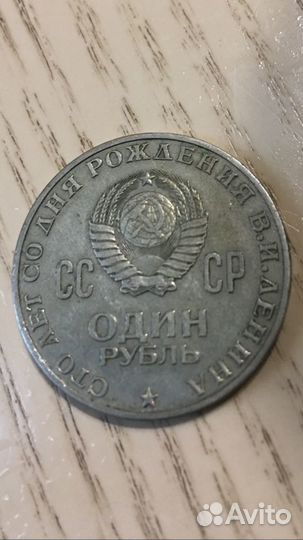 СТО ЛЕТ СО ДНЯ РОЖДЕНИЯ В.И.ЛЕНИНА
СС СР
ОДИН
РУБЛЬ
Avito